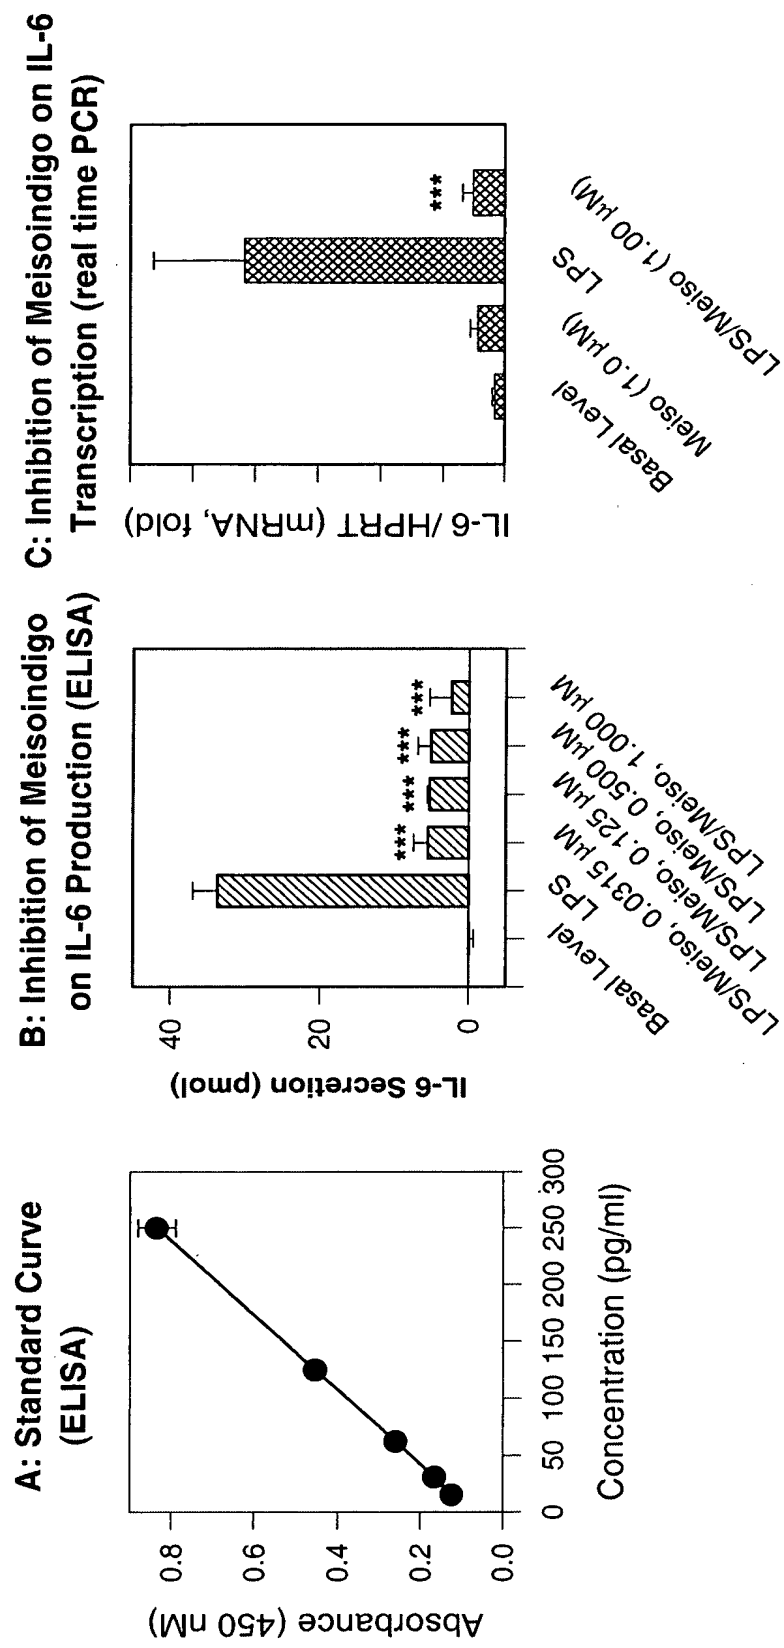 A: Standard Curve
(ELISA)
Absorbance (450 nM)
0.8
0.6
0.4
0.2
0.0
0 50 100 150 200 250 300
Concentration (pg/ml)
B: Inhibition of Meisoindigo
on IL-6 Production (ELISA)
IL-6 Secretion (pmol)
40
20
0
***
***
***
***
Basal Level
LPS
LPS/Meiso, 0.0315 µM
LPS/Meiso, 0.125 µM
LPS/Meiso, 0.500 µM
LPS/Meiso, 1.000 µM
C: Inhibition of Meisoindigo on IL-6
Transcription (real time PCR)
IL-6 / HPRT (mRNA, fold)
***
Basal Level
Meiso (1.0 µM)
LPS
LPS/Meiso (1.00 µM)